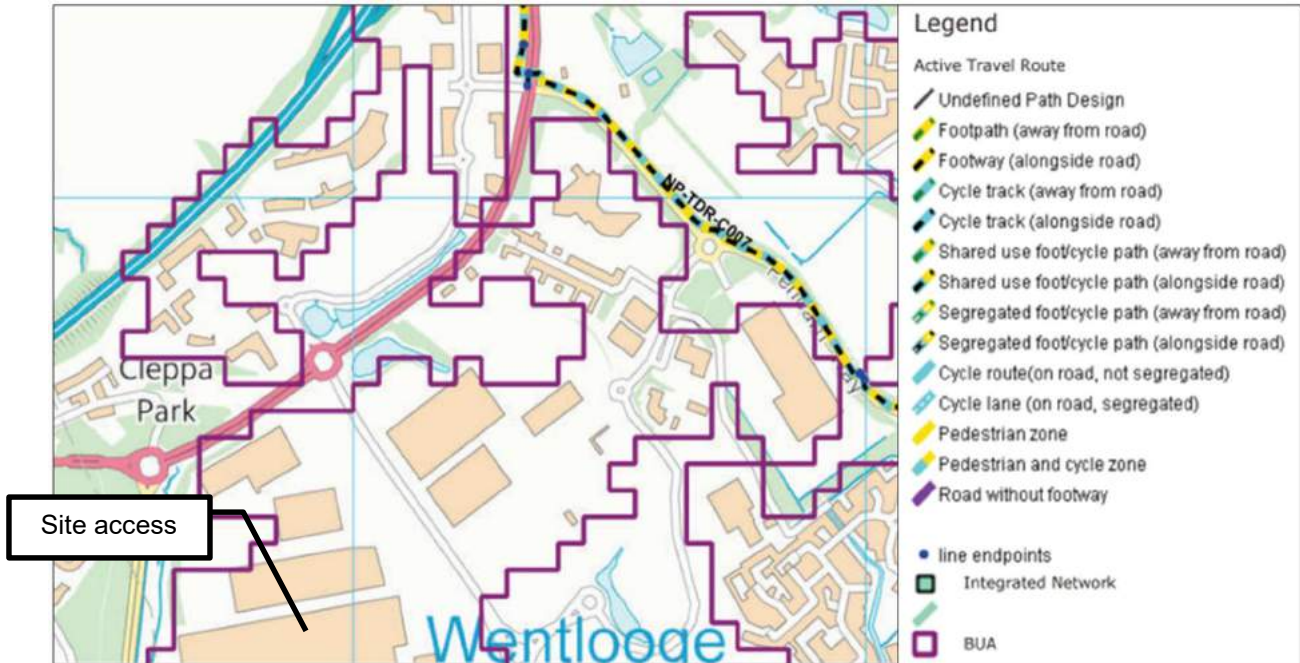 Legend
Active Travel Route
Undefined Path Design
Footpath (away from road)
Footway (alongside road)
Cycle track (away from road)
Cycle track (alongside road)
Shared use foot/cycle path (away from road)
Shared use foot/cycle path (alongside road)
Segregated foot/cycle path (away from road)
Segregated foot/cycle path (alongside road)
Cycle route(on road, not segregated)
Cycle lane (on road, segregated)
Pedestrian zone
Pedestrian and cycle zone
Road without footway
line endpoints
Integrated Network
BUA
NP-TDR-C007
Way
Cleppa
Park
Site access
Wentlooge